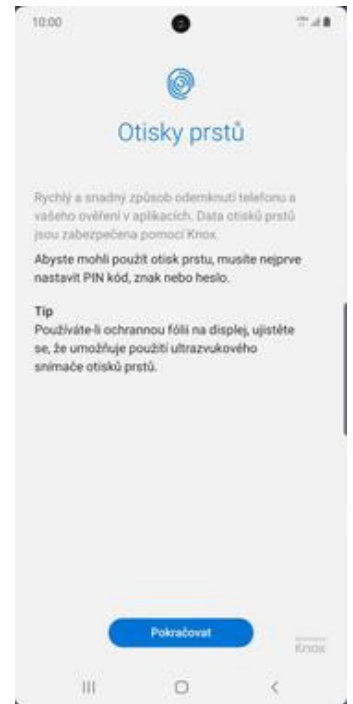 10:00
Otisky prstů
Rychlý a snadný způsob odemknutí telefonu a
vašeho ověření v aplikacích. Data otisků prstů
jsou zabezpečena pomocí Knox.
Abyste mohli použít otisk prstu, musíte nejprve
nastavit PIN kód, znak nebo heslo.
Tip
Používáte-li ochrannou fólii na displej, ujistěte
se, že umožňuje použití ultrazvukového
snímače otisků prstů.
Pokračovat
Knox